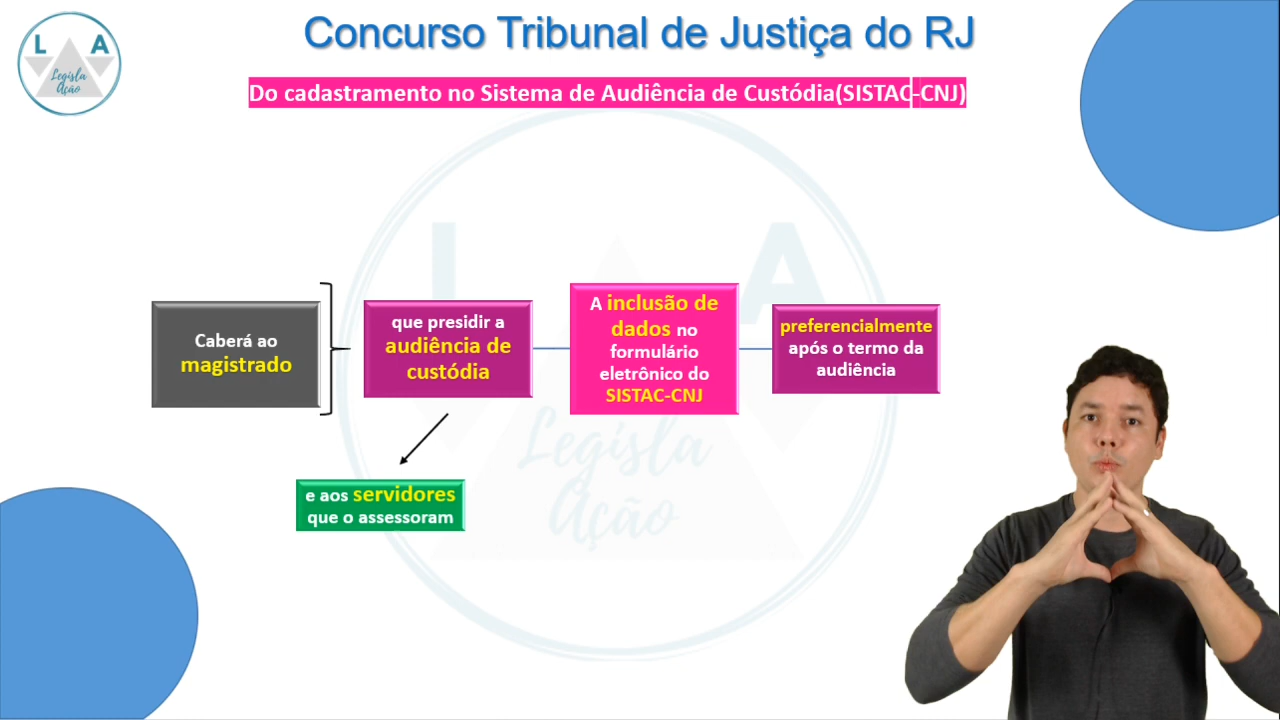 Concurso Tribunal de Justiça do RJ
L A
Legisla
Ação
Do cadastramento no Sistema de Audiência de Custódia(SISTAC-CNJ)
L A
Caberá ao
magistrado
que presidir a
audiência de
custódia
A inclusão de
dados no
formulário
eletrônico do
SISTAC-CNJ
preferencialmente
após o termo da
audiência
Legisla
Ação
e aos servidores
que o assessoram